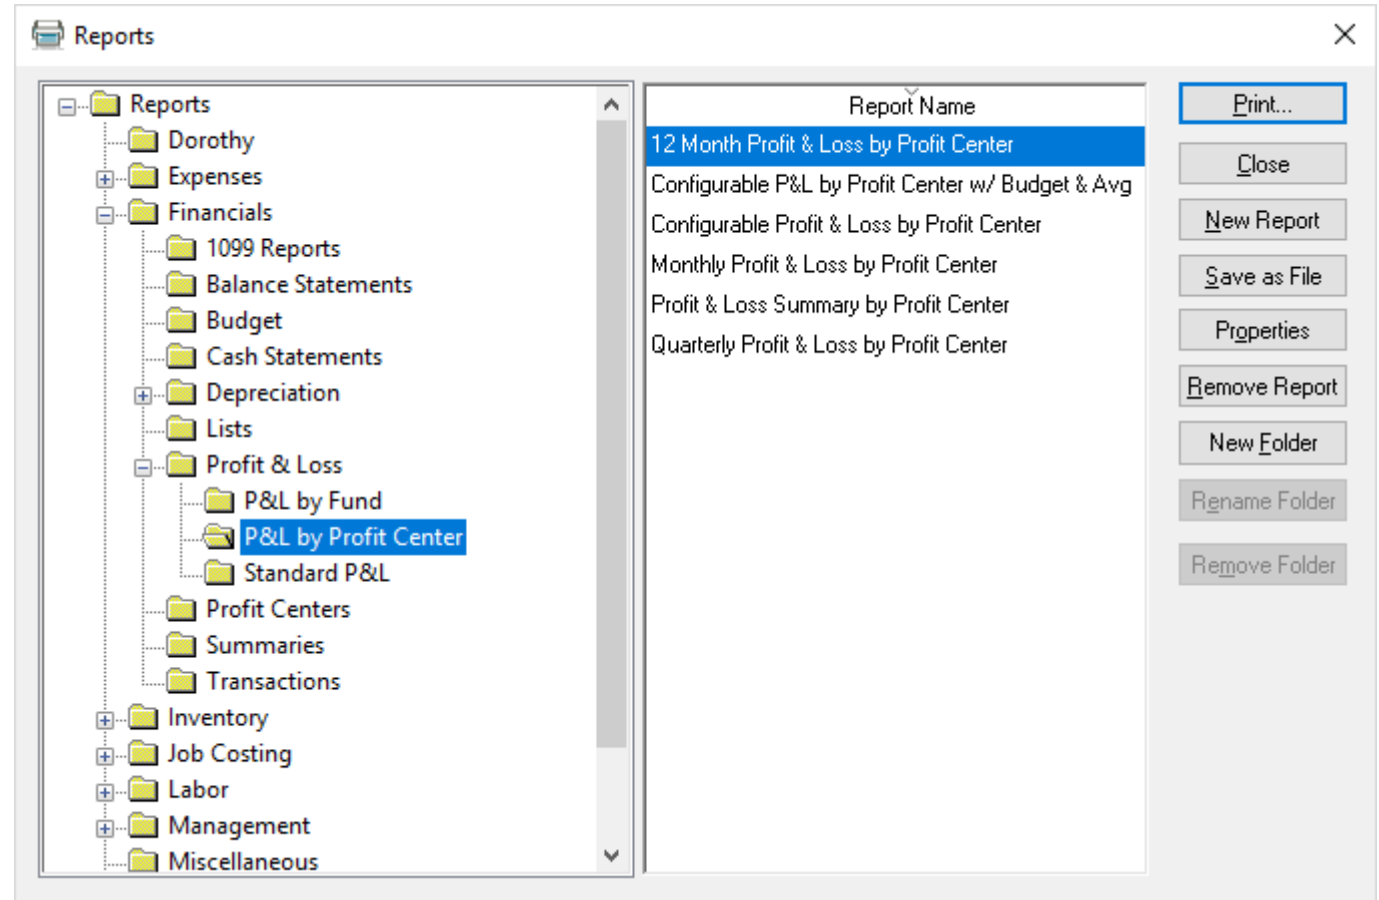 Reports
Reports
Dorothy
Expenses
Financials
1099 Reports
Balance Statements
Budget
Cash Statements
Depreciation
Lists
Profit & Loss
P&L by Fund
P&L by Profit Center
Standard P&L
Profit Centers
Summaries
Transactions
Inventory
Job Costing
Labor
Management
Miscellaneous
Report Name
12 Month Profit & Loss by Profit Center
Configurable P&L by Profit Center w/ Budget & Avg
Configurable Profit & Loss by Profit Center
Monthly Profit & Loss by Profit Center
Profit & Loss Summary by Profit Center
Quarterly Profit & Loss by Profit Center
Print...
Close
New Report
Save as File
Properties
Remove Report
New Folder
Rename Folder
Remove Folder